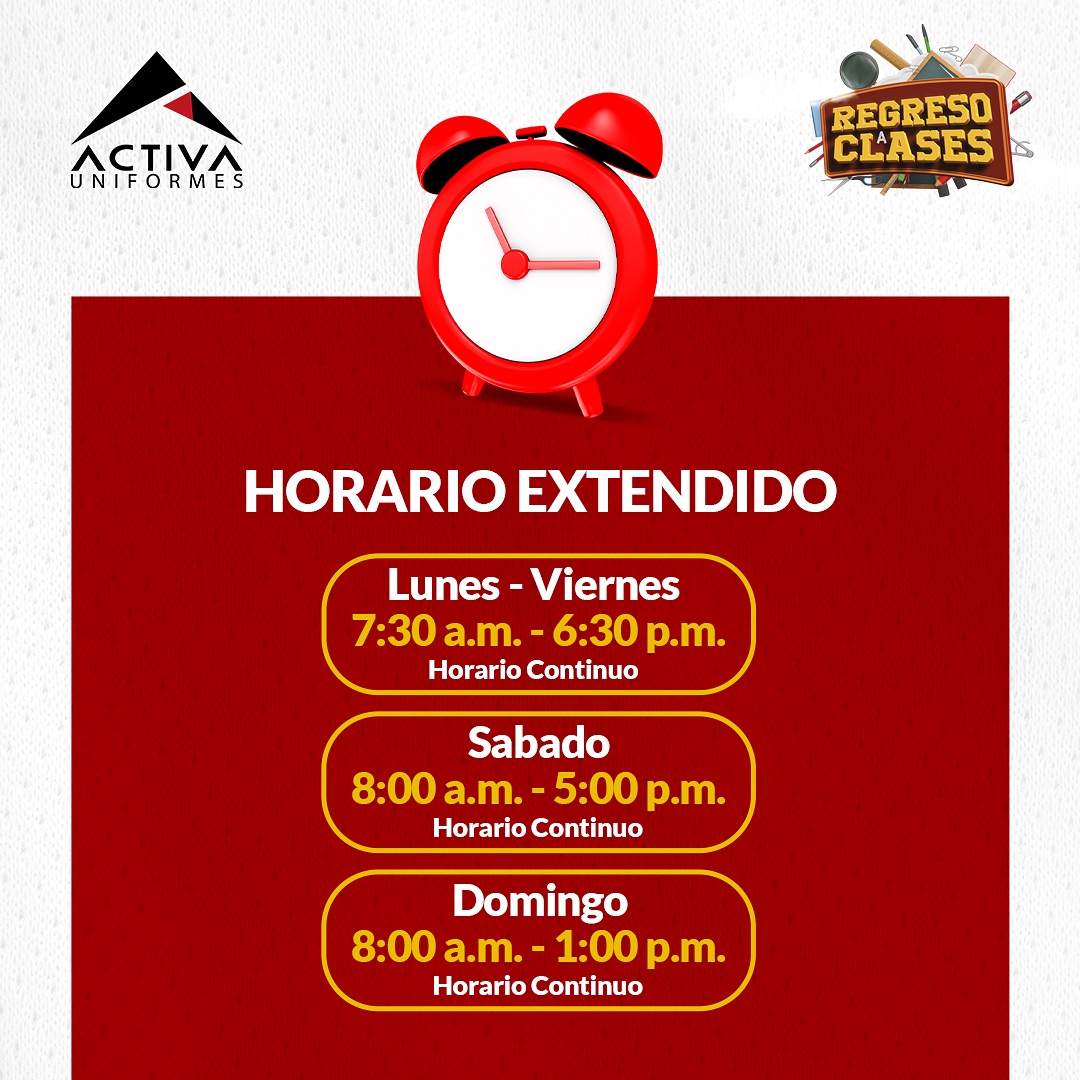 ACTIVA
UNIFORMES
REGRESO
A
CLASES
HORARIO EXTENDIDO
Lunes - Viernes
7:30 a.m. - 6:30 p.m.
Horario Continuo
Sabado
8:00 a.m. - 5:00 p.m.
Horario Continuo
Domingo
8:00 a.m. - 1:00 p.m.
Horario Continuo